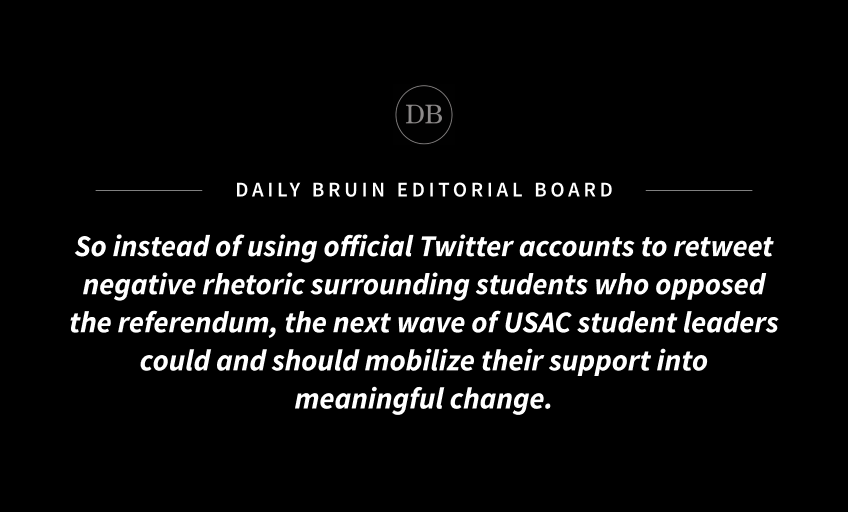 DB
DAILY BRUIN EDITORIAL BOARD
So instead of using official Twitter accounts to retweet
negative rhetoric surrounding students who opposed
the referendum, the next wave of USAC student leaders
could and should mobilize their support into
meaningful change.